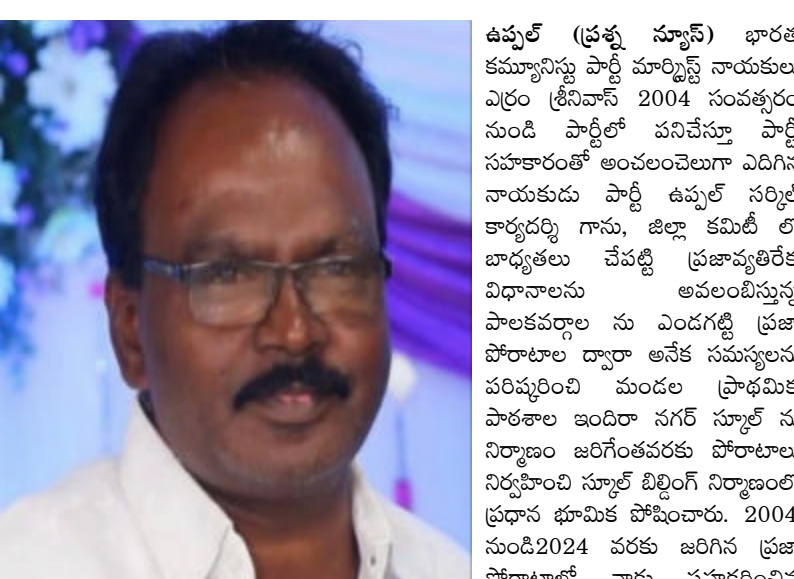 ఉప్పల్ (ప్రశ్న న్యూస్) భారత
కమ్యూనిస్టు పార్టీ మార్క్సిస్ట్ నాయకులు
ఎర్రం శ్రీనివాస్ 2004 సంవత్సరం
నుండి పార్టీలో పనిచేస్తూ పార్టీ
సహకారంతో అంచలంచెలుగా ఎదిగిన
నాయకుడు పార్టీ ఉప్పల్ సర్కిల్
కార్యదర్శి గాను, జిల్లా కమిటీ లో
బాధ్యతలు చేపట్టి ప్రజావ్యతిరేక
విధానాలను అవలంబిస్తున్న
పాలకవర్గాల ను ఎండగట్టి ప్రజా
పోరాటాల ద్వారా అనేక సమస్యలను
పరిష్కరించి మండల ప్రాథమిక
పాఠశాల ఇందిరా నగర్ స్కూల్ ను
నిర్మాణం జరిగేంతవరకు పోరాటాలు
నిర్వహించి స్కూల్ బిల్డింగ్ నిర్మాణంలో
ప్రధాన భూమిక పోషించారు. 2004
నుండి2024 వరకు జరిగిన ప్రజా